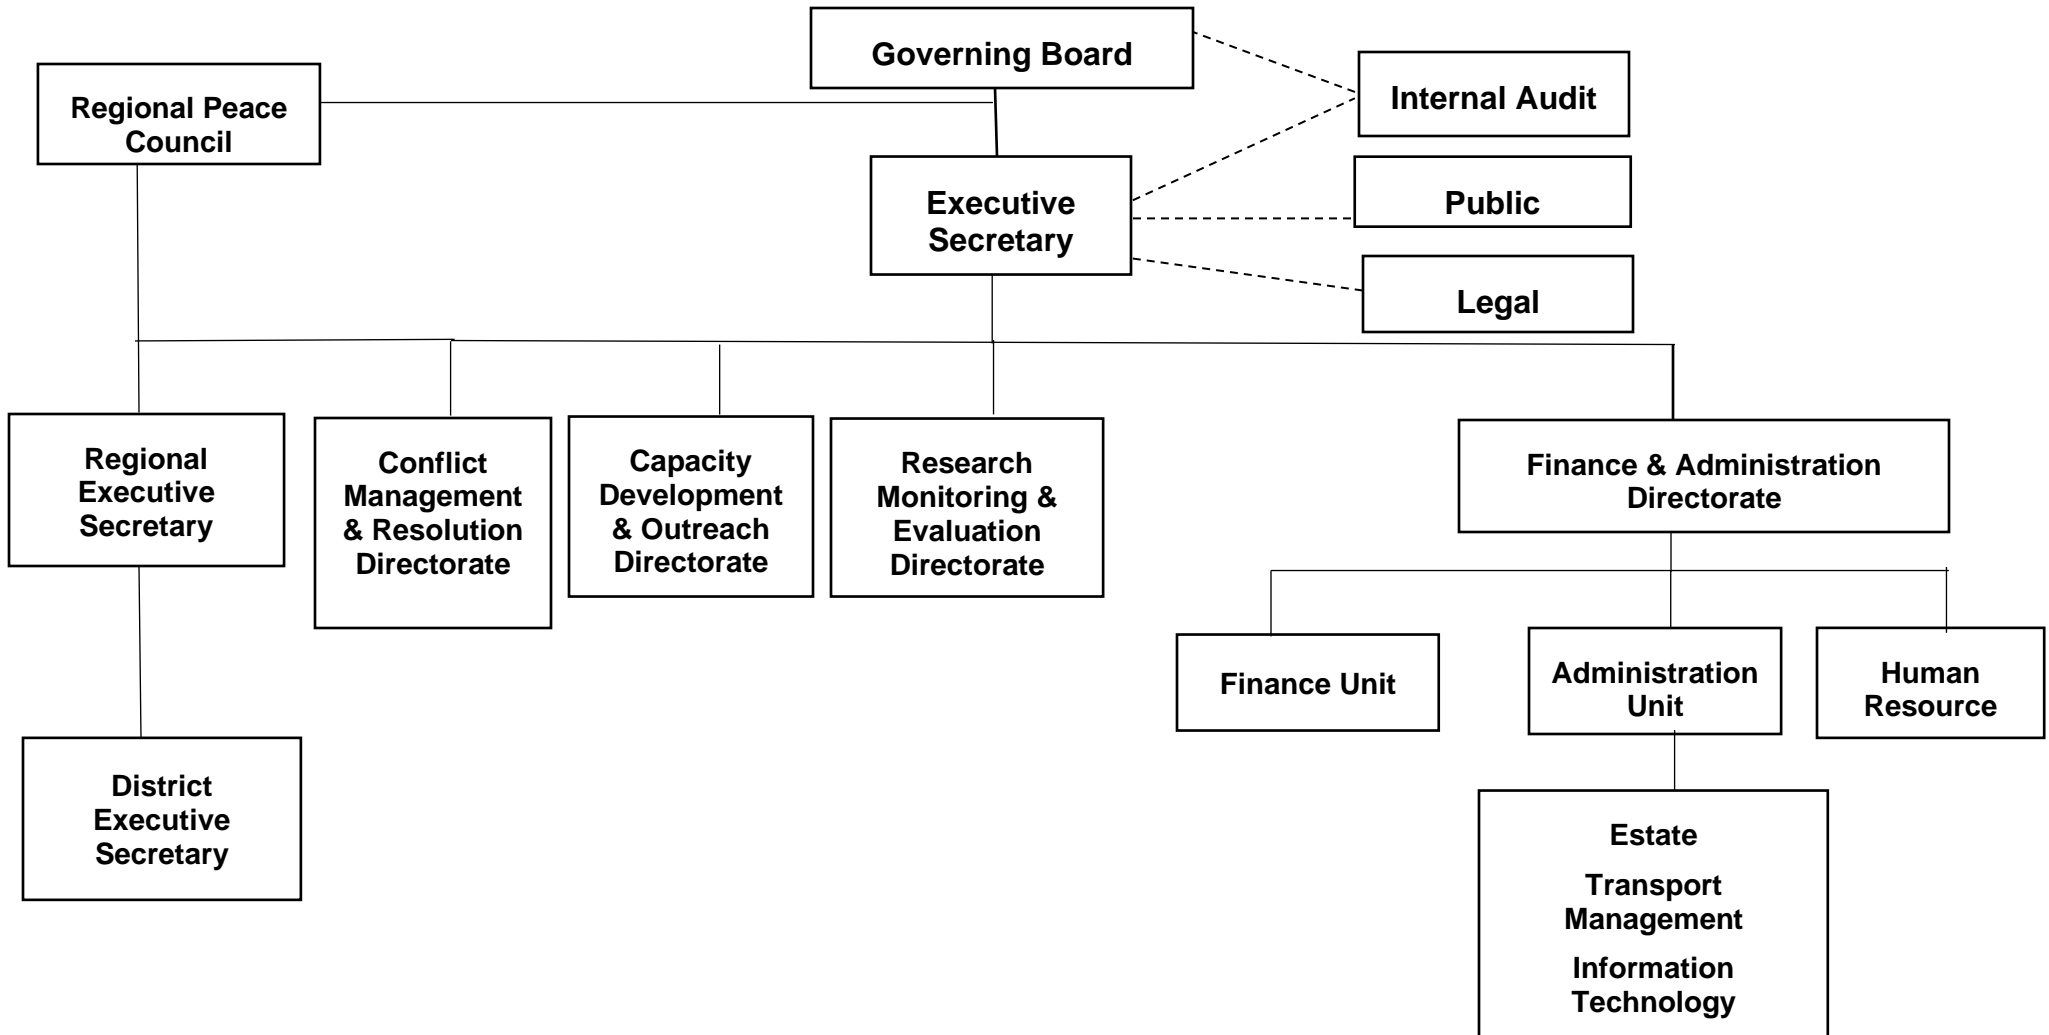 Governing Board
Regional Peace
Council
Internal Audit
Executive
Secretary
Public
Legal
Regional
Executive
Secretary
Conflict
Management
& Resolution
Directorate
Capacity
Development
& Outreach
Directorate
Research
Monitoring &
Evaluation
Directorate
Finance & Administration
Directorate
Finance Unit
Administration
Unit
Human
Resource
District
Executive
Secretary
Estate
Transport
Management
Information
Technology